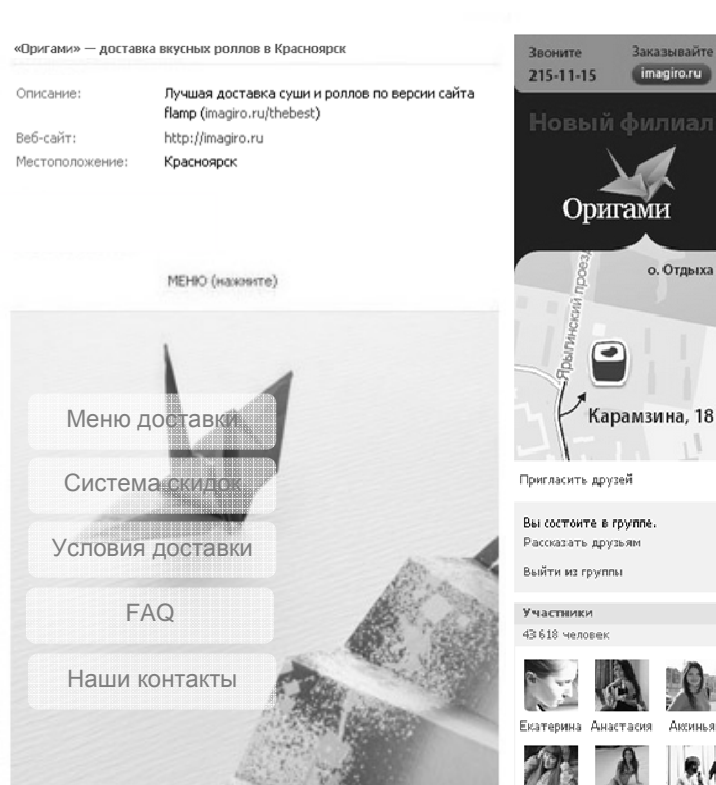 «Оригами» — доставка вкусных роллов в Красноярск
Описание: Лучшая доставка суши и роллов по версии сайта
flamp (imagiro.ru/thebest)
Веб-сайт: http://imagiro.ru
Местоположение: Красноярск
МЕНЮ (нажмите)
Меню доставки
Система скидок
Условия доставки
FAQ
Наши контакты
Звоните
215-11-15
Заказывайте
imagiro.ru
Новый филиал
Оригами
о. Отдыха
Ярыгинский проезд
Карамзина, 18
Пригласить друзей
Вы состоите в группе.
Рассказать друзьям
Выйти из группы
Участники
43 618 человек
Екатерина Анастасия Аксинья